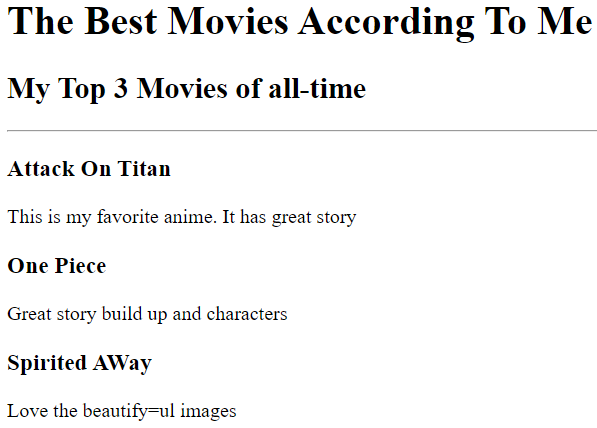 The Best Movies According To Me
My Top 3 Movies of all-time
Attack On Titan
This is my favorite anime. It has great story
One Piece
Great story build up and characters
Spirited AWay
Love the beautify=ul images